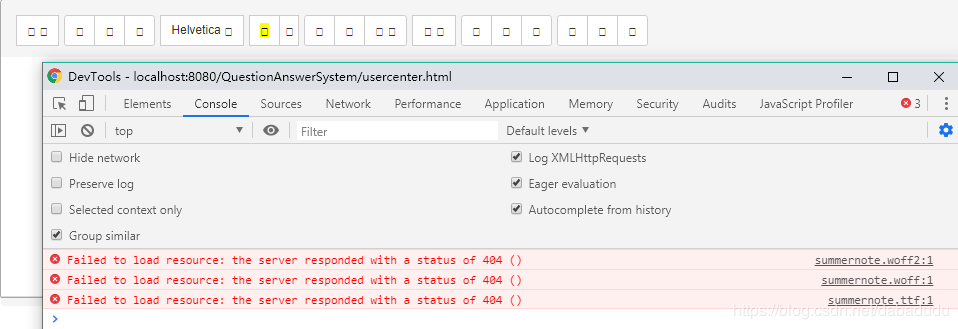 Helvetica
DevTools - localhost:8080/QuestionAnswerSystem/usercenter.html
Elements Console Sources Network Performance Application Memory Security Audits JavaScript Profiler 3
top Filter Default levels
Hide network Log XMLHttpRequests
Preserve log Eager evaluation
Selected context only Autocomplete from history
Group similar
Failed to load resource: the server responded with a status of 404 () summernote.woff2:1
Failed to load resource: the server responded with a status of 404 () summernote.woff:1
Failed to load resource: the server responded with a status of 404 () summernote.ttf:1
https://blog.csdn.net/dabadudu